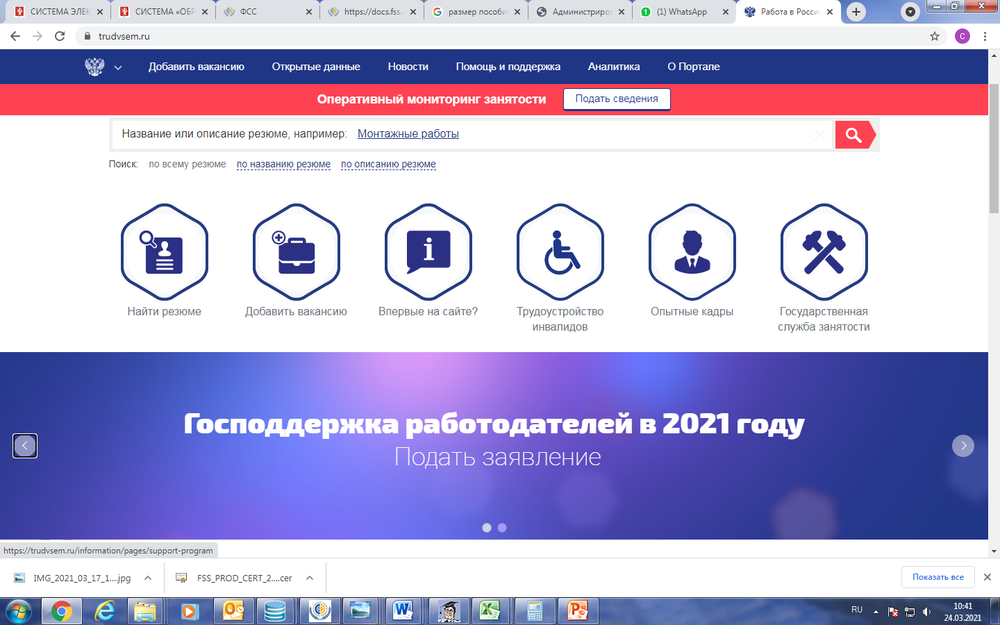 СИСТЕМА ЭЛЕК
СИСТЕМА «ОБР
ФСС
https://docs.fss.
размер пособи
Администриров
(1) WhatsApp
Работа в Росси
trudvsem.ru
C
Добавить вакансию
Открытые данные
Новости
Помощь и поддержка
Аналитика
О Портале
Оперативный мониторинг занятости
Подать сведения
Название или описание резюме, например: Монтажные работы
Поиск: по всему резюме по названию резюме по описанию резюме
Найти резюме
Добавить вакансию
Впервые на сайте?
Трудоустройство
инвалидов
Опытные кадры
Государственная
служба занятости
Господдержка работодателей в 2021 году
Подать заявление
https://trudvsem.ru/information/pages/support-program
IMG_2021_03_17_1....jpg
FSS_PROD_CERT_2....cer
Показать все
RU
10:41
24.03.2021